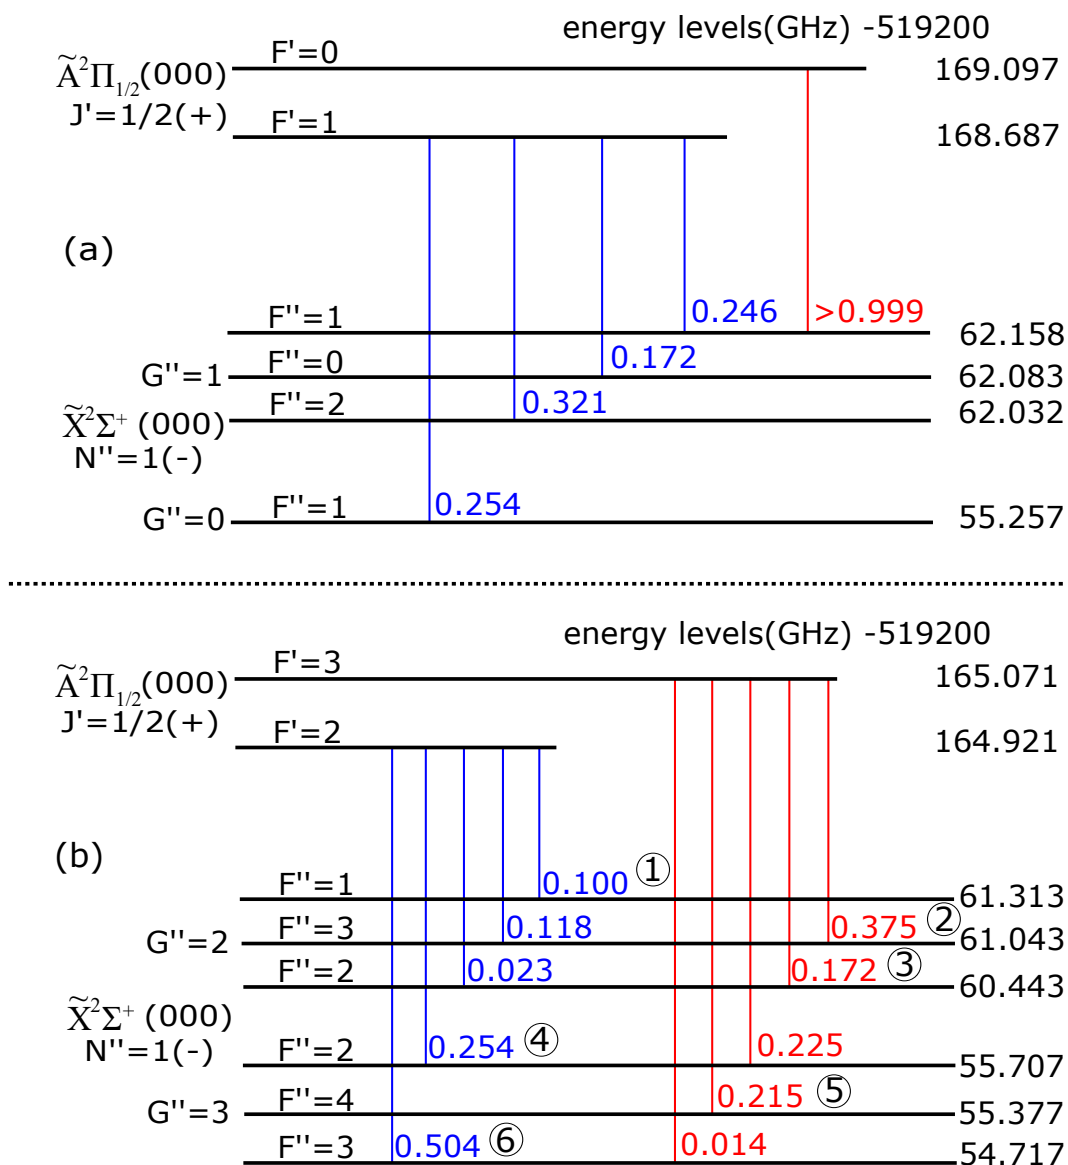 energy levels(GHz) -519200
F'=0
Ã²Π₁/₂(000)
169.097
J'=1/2(+)
F'=1
168.687
(a)
F''=1
0.246
>0.999
62.158
G''=1
F''=0
0.172
62.083
F''=2
0.321
62.032
X̃²Σ⁺ (000)
N''=1(-)
G''=0
F''=1
0.254
55.257
energy levels(GHz) -519200
F'=3
Ã²Π₁/₂(000)
165.071
J'=1/2(+)
F'=2
164.921
(b)
F''=1
0.100 ①
61.313
G''=2
F''=3
0.118
0.375 ②
61.043
F''=2
0.023
0.172 ③
60.443
X̃²Σ⁺ (000)
N''=1(-)
F''=2
0.254 ④
0.225
55.707
G''=3
F''=4
0.215 ⑤
55.377
F''=3
0.504 ⑥
0.014
54.717